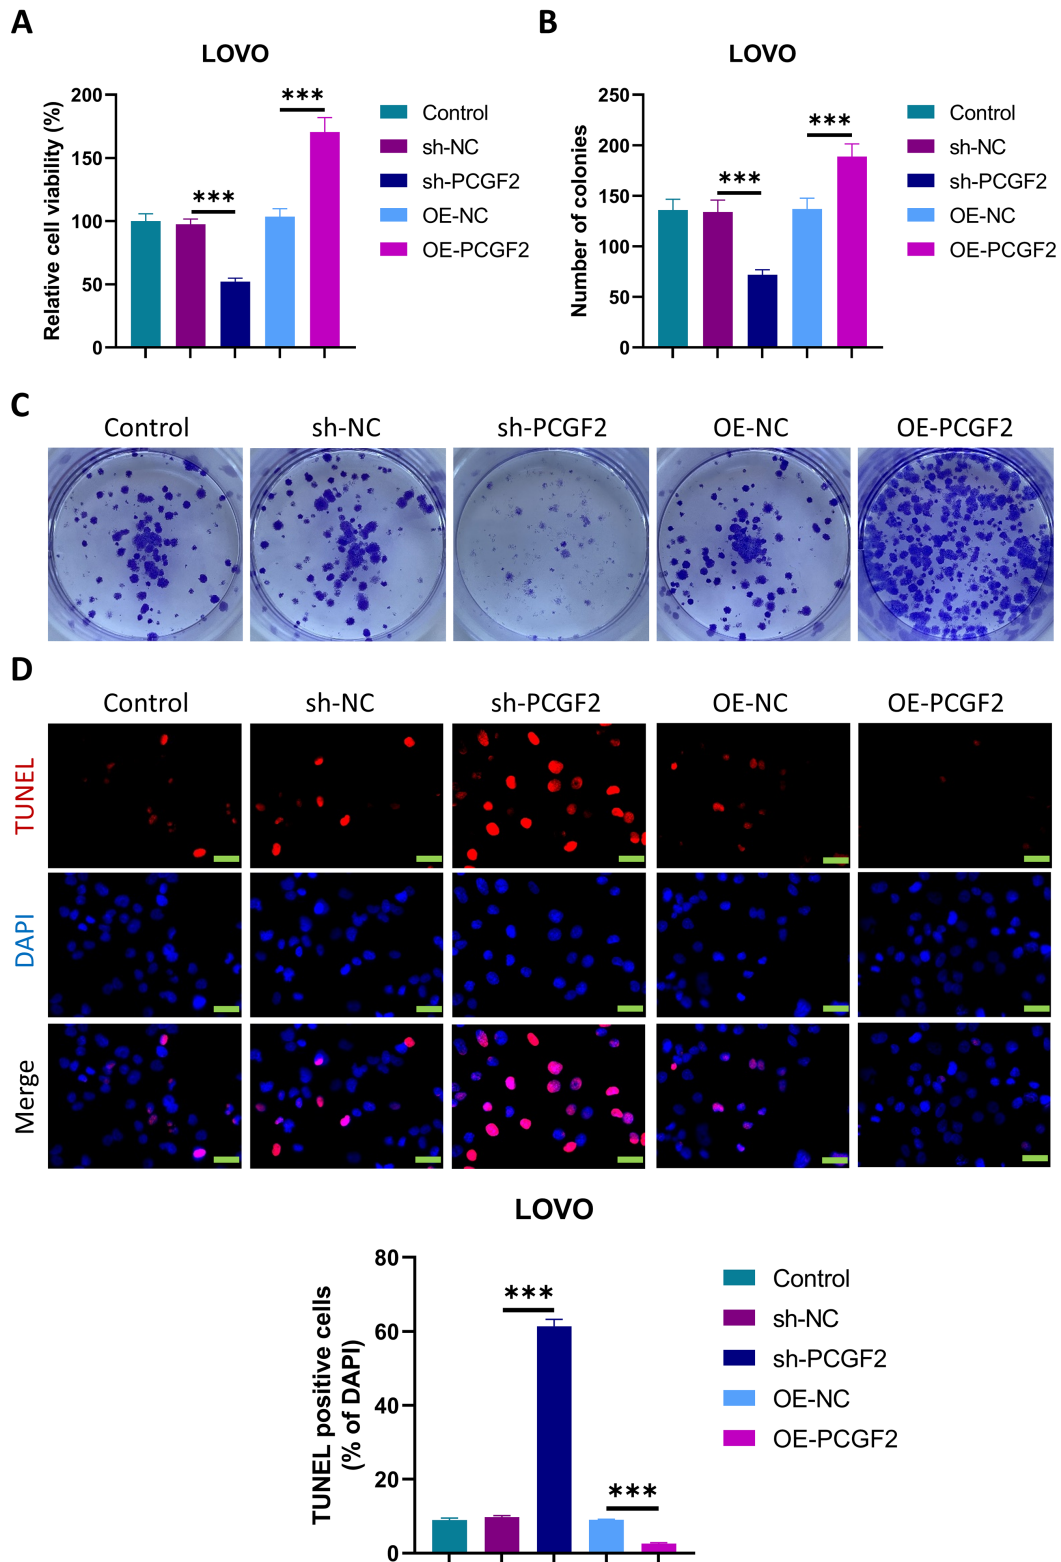 A
LOVO
Relative cell viability (%)
200
150
100
50
0
***
***
Control
sh-NC
sh-PCGF2
OE-NC
OE-PCGF2
B
LOVO
Number of colonies
250
200
150
100
50
0
***
***
Control
sh-NC
sh-PCGF2
OE-NC
OE-PCGF2
C
Control sh-NC sh-PCGF2 OE-NC OE-PCGF2
D
Control sh-NC sh-PCGF2 OE-NC OE-PCGF2
TUNEL
DAPI
Merge
LOVO
TUNEL positive cells
(% of DAPI)
80
60
40
20
0
***
***
Control
sh-NC
sh-PCGF2
OE-NC
OE-PCGF2